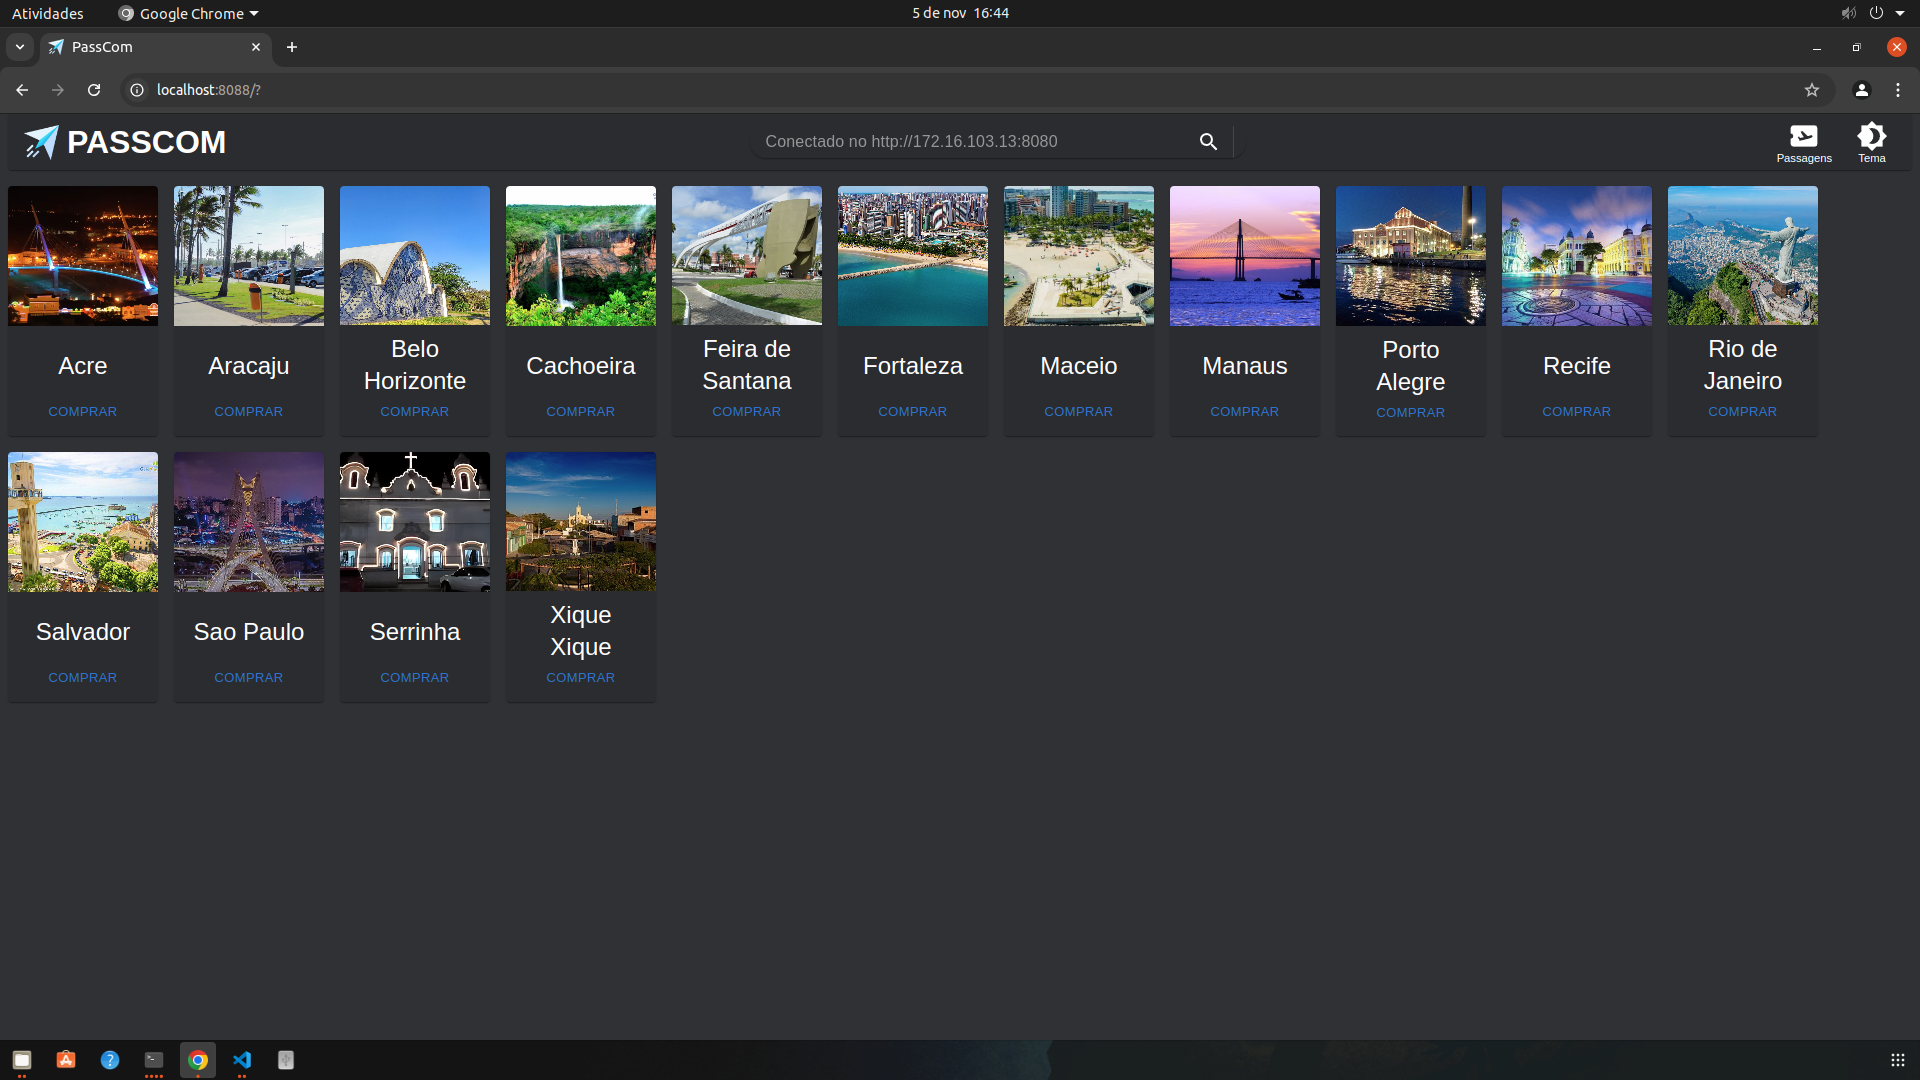 Atividades
Google Chrome
5 de nov 16:44
PassCom
localhost:8088/?
PASSCOM
Conectado no http://172.16.103.13:8080
Passagens
Tema
Acre
COMPRAR
Aracaju
COMPRAR
Belo
Horizonte
COMPRAR
Cachoeira
COMPRAR
Feira de
Santana
COMPRAR
Fortaleza
COMPRAR
Maceio
COMPRAR
Manaus
COMPRAR
Porto
Alegre
COMPRAR
Recife
COMPRAR
Rio de
Janeiro
COMPRAR
Salvador
COMPRAR
Sao Paulo
COMPRAR
Serrinha
COMPRAR
Xique
Xique
COMPRAR